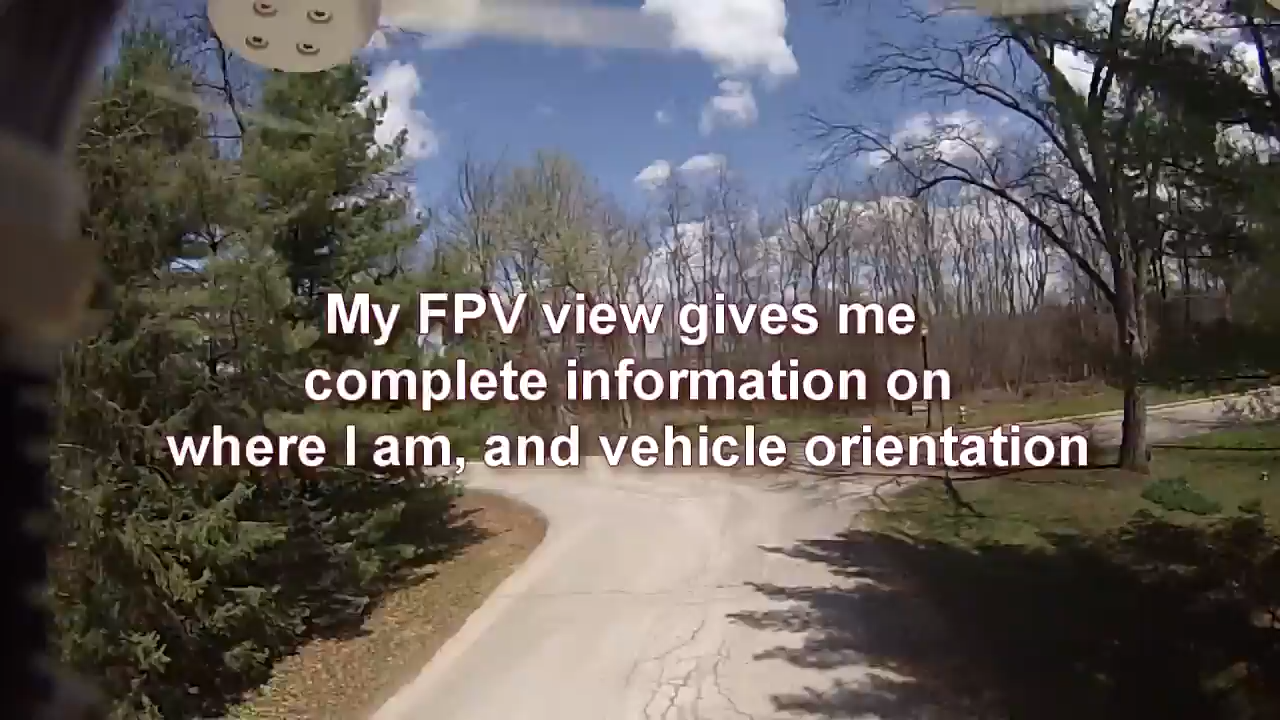 My FPV view gives me
complete information on
where I am, and vehicle orientation